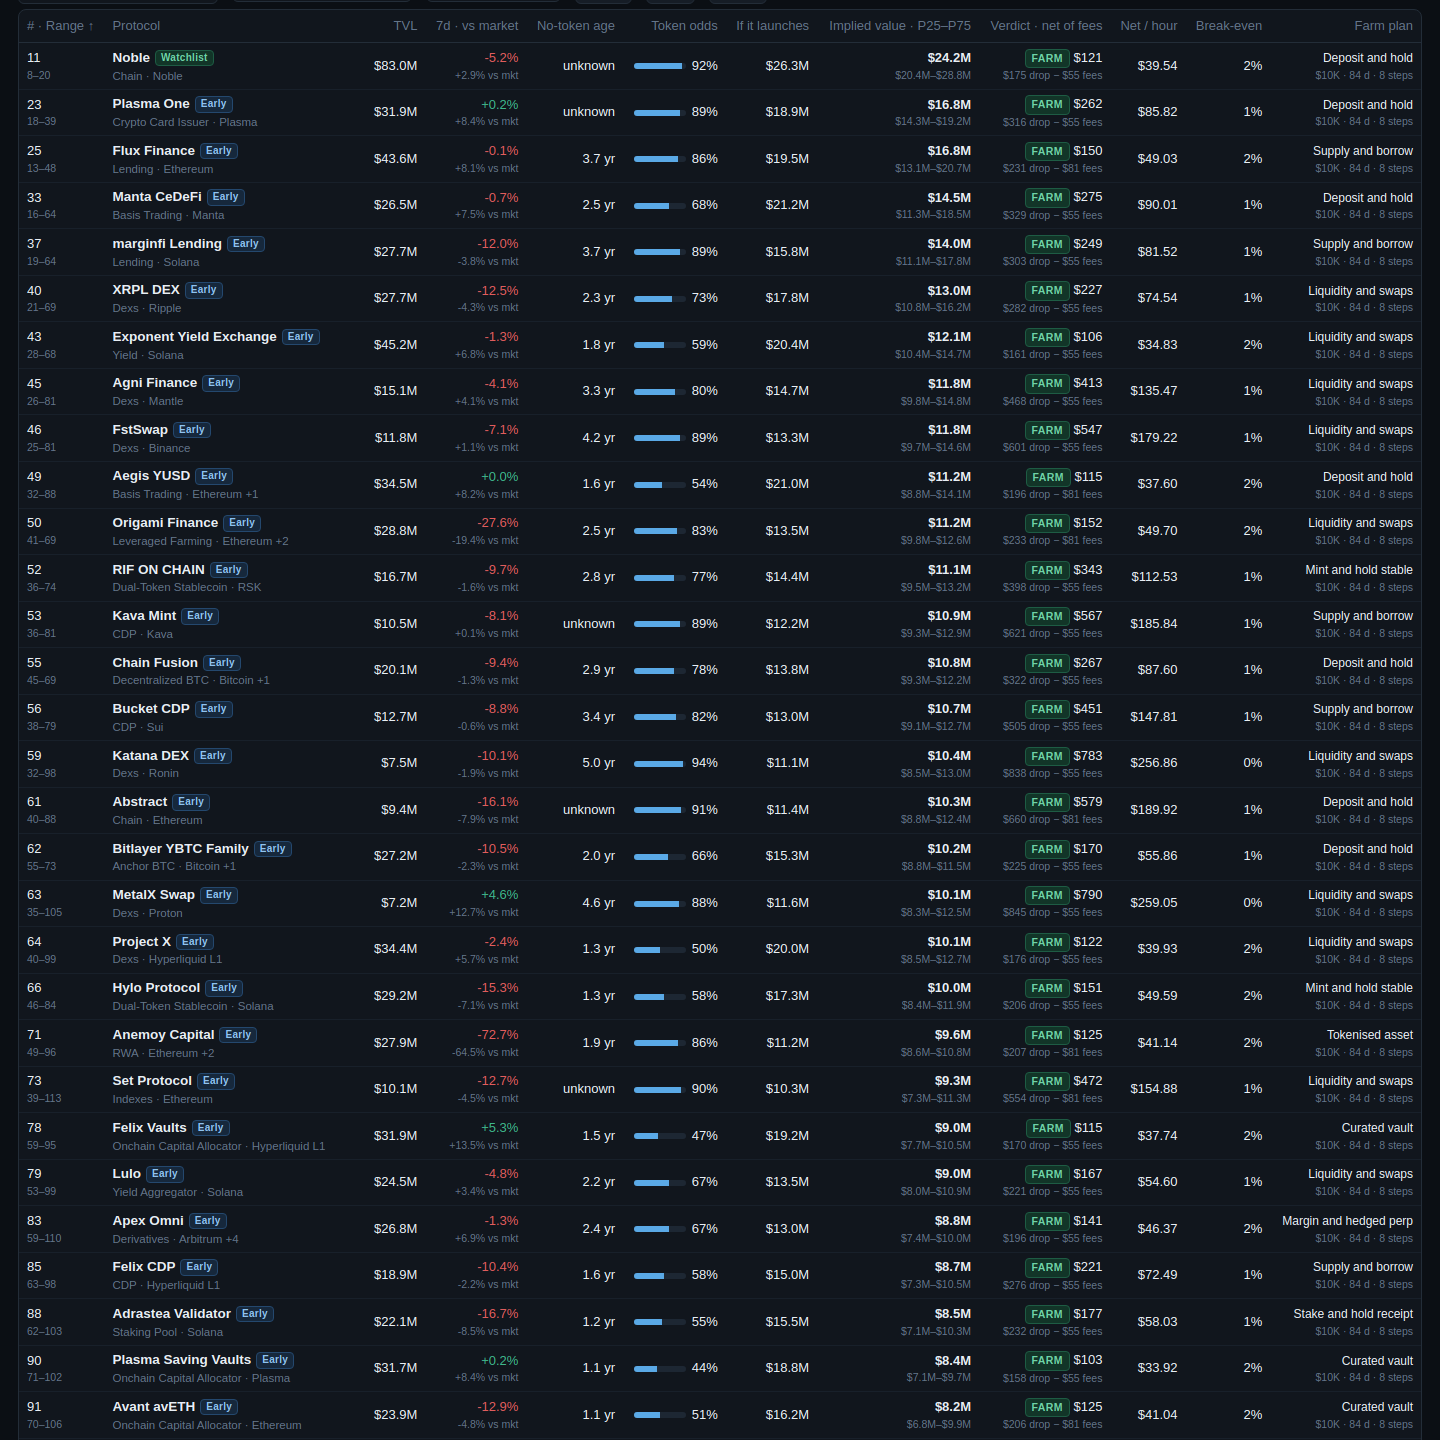 # · Range ↑ Protocol TVL 7d · vs market No-token age Token odds If it launches Implied value · P25–P75 Verdict · net of fees Net / hour Break-even Farm plan
11 Noble Watchlist $83.0M -5.2% unknown 92% $26.3M $24.2M FARM $121 $39.54 2% Deposit and hold
8–20 Chain · Noble +2.9% vs mkt $20.4M–$28.8M $175 drop − $55 fees $10K · 84 d · 8 steps
23 Plasma One Early $31.9M +0.2% unknown 89% $18.9M $16.8M FARM $262 $85.82 1% Deposit and hold
18–39 Crypto Card Issuer · Plasma +8.4% vs mkt $14.3M–$19.2M $316 drop − $55 fees $10K · 84 d · 8 steps
25 Flux Finance Early $43.6M -0.1% 3.7 yr 86% $19.5M $16.8M FARM $150 $49.03 2% Supply and borrow
13–48 Lending · Ethereum +8.1% vs mkt $13.1M–$20.7M $231 drop − $81 fees $10K · 84 d · 8 steps
33 Manta CeDeFi Early $26.5M -0.7% 2.5 yr 68% $21.2M $14.5M FARM $275 $90.01 1% Deposit and hold
16–64 Basis Trading · Manta +7.5% vs mkt $11.3M–$18.5M $329 drop − $55 fees $10K · 84 d · 8 steps
37 marginfi Lending Early $27.7M -12.0% 3.7 yr 89% $15.8M $14.0M FARM $249 $81.52 1% Supply and borrow
19–64 Lending · Solana -3.8% vs mkt $11.1M–$17.8M $303 drop − $55 fees $10K · 84 d · 8 steps
40 XRPL DEX Early $27.7M -12.5% 2.3 yr 73% $17.8M $13.0M FARM $227 $74.54 1% Liquidity and swaps
21–69 Dexs · Ripple -4.3% vs mkt $10.8M–$16.2M $282 drop − $55 fees $10K · 84 d · 8 steps
43 Exponent Yield Exchange Early $45.2M -1.3% 1.8 yr 59% $20.4M $12.1M FARM $106 $34.83 2% Liquidity and swaps
28–68 Yield · Solana +6.8% vs mkt $10.4M–$14.7M $161 drop − $55 fees $10K · 84 d · 8 steps
45 Agni Finance Early $15.1M -4.1% 3.3 yr 80% $14.7M $11.8M FARM $413 $135.47 1% Liquidity and swaps
26–81 Dexs · Mantle +4.1% vs mkt $9.8M–$14.8M $468 drop − $55 fees $10K · 84 d · 8 steps
46 FstSwap Early $11.8M -7.1% 4.2 yr 89% $13.3M $11.8M FARM $547 $179.22 1% Liquidity and swaps
25–81 Dexs · Binance +1.1% vs mkt $9.7M–$14.6M $601 drop − $55 fees $10K · 84 d · 8 steps
49 Aegis YUSD Early $34.5M +0.0% 1.6 yr 54% $21.0M $11.2M FARM $115 $37.60 2% Deposit and hold
32–88 Basis Trading · Ethereum +1 +8.2% vs mkt $8.8M–$14.1M $196 drop − $81 fees $10K · 84 d · 8 steps
50 Origami Finance Early $28.8M -27.6% 2.5 yr 83% $13.5M $11.2M FARM $152 $49.70 2% Liquidity and swaps
41–69 Leveraged Farming · Ethereum +2 -19.4% vs mkt $9.8M–$12.6M $233 drop − $81 fees $10K · 84 d · 8 steps
52 RIF ON CHAIN Early $16.7M -9.7% 2.8 yr 77% $14.4M $11.1M FARM $343 $112.53 1% Mint and hold stable
36–74 Dual-Token Stablecoin · RSK -1.6% vs mkt $9.5M–$13.2M $398 drop − $55 fees $10K · 84 d · 8 steps
53 Kava Mint Early $10.5M -8.1% unknown 89% $12.2M $10.9M FARM $567 $185.84 1% Supply and borrow
36–81 CDP · Kava +0.1% vs mkt $9.3M–$12.9M $621 drop − $55 fees $10K · 84 d · 8 steps
55 Chain Fusion Early $20.1M -9.4% 2.9 yr 78% $13.8M $10.8M FARM $267 $87.60 1% Deposit and hold
45–69 Decentralized BTC · Bitcoin +1 -1.3% vs mkt $9.3M–$12.2M $322 drop − $55 fees $10K · 84 d · 8 steps
56 Bucket CDP Early $12.7M -8.8% 3.4 yr 82% $13.0M $10.7M FARM $451 $147.81 1% Supply and borrow
38–79 CDP · Sui -0.6% vs mkt $9.1M–$12.7M $505 drop − $55 fees $10K · 84 d · 8 steps
59 Katana DEX Early $7.5M -10.1% 5.0 yr 94% $11.1M $10.4M FARM $783 $256.86 0% Liquidity and swaps
32–98 Dexs · Ronin -1.9% vs mkt $8.5M–$13.0M $838 drop − $55 fees $10K · 84 d · 8 steps
61 Abstract Early $9.4M -16.1% unknown 91% $11.4M $10.3M FARM $579 $189.92 1% Deposit and hold
40–88 Chain · Ethereum -7.9% vs mkt $8.8M–$12.4M $660 drop − $81 fees $10K · 84 d · 8 steps
62 Bitlayer YBTC Family Early $27.2M -10.5% 2.0 yr 66% $15.3M $10.2M FARM $170 $55.86 1% Deposit and hold
55–73 Anchor BTC · Bitcoin +1 -2.3% vs mkt $8.8M–$11.5M $225 drop − $55 fees $10K · 84 d · 8 steps
63 MetalX Swap Early $7.2M +4.6% 4.6 yr 88% $11.6M $10.1M FARM $790 $259.05 0% Liquidity and swaps
35–105 Dexs · Proton +12.7% vs mkt $8.3M–$12.5M $845 drop − $55 fees $10K · 84 d · 8 steps
64 Project X Early $34.4M -2.4% 1.3 yr 50% $20.0M $10.1M FARM $122 $39.93 2% Liquidity and swaps
40–99 Dexs · Hyperliquid L1 +5.7% vs mkt $8.5M–$12.7M $176 drop − $55 fees $10K · 84 d · 8 steps
66 Hylo Protocol Early $29.2M -15.3% 1.3 yr 58% $17.3M $10.0M FARM $151 $49.59 2% Mint and hold stable
46–84 Dual-Token Stablecoin · Solana -7.1% vs mkt $8.4M–$11.9M $206 drop − $55 fees $10K · 84 d · 8 steps
71 Anemoy Capital Early $27.9M -72.7% 1.9 yr 86% $11.2M $9.6M FARM $125 $41.14 2% Tokenised asset
49–96 RWA · Ethereum +2 -64.5% vs mkt $8.6M–$10.8M $207 drop − $81 fees $10K · 84 d · 8 steps
73 Set Protocol Early $10.1M -12.7% unknown 90% $10.3M $9.3M FARM $472 $154.88 1% Liquidity and swaps
39–113 Indexes · Ethereum -4.5% vs mkt $7.3M–$11.3M $554 drop − $81 fees $10K · 84 d · 8 steps
78 Felix Vaults Early $31.9M +5.3% 1.5 yr 47% $19.2M $9.0M FARM $115 $37.74 2% Curated vault
59–95 Onchain Capital Allocator · Hyperliquid L1 +13.5% vs mkt $7.7M–$10.5M $170 drop − $55 fees $10K · 84 d · 8 steps
79 Lulo Early $24.5M -4.8% 2.2 yr 67% $13.5M $9.0M FARM $167 $54.60 1% Liquidity and swaps
53–99 Yield Aggregator · Solana +3.4% vs mkt $8.0M–$10.9M $221 drop − $55 fees $10K · 84 d · 8 steps
83 Apex Omni Early $26.8M -1.3% 2.4 yr 67% $13.0M $8.8M FARM $141 $46.37 2% Margin and hedged perp
59–110 Derivatives · Arbitrum +4 +6.9% vs mkt $7.4M–$10.0M $196 drop − $55 fees $10K · 84 d · 8 steps
85 Felix CDP Early $18.9M -10.4% 1.6 yr 58% $15.0M $8.7M FARM $221 $72.49 1% Supply and borrow
63–98 CDP · Hyperliquid L1 -2.2% vs mkt $7.3M–$10.5M $276 drop − $55 fees $10K · 84 d · 8 steps
88 Adrastea Validator Early $22.1M -16.7% 1.2 yr 55% $15.5M $8.5M FARM $177 $58.03 1% Stake and hold receipt
62–103 Staking Pool · Solana -8.5% vs mkt $7.1M–$10.3M $232 drop − $55 fees $10K · 84 d · 8 steps
90 Plasma Saving Vaults Early $31.7M +0.2% 1.1 yr 44% $18.8M $8.4M FARM $103 $33.92 2% Curated vault
71–102 Onchain Capital Allocator · Plasma +8.4% vs mkt $7.1M–$9.7M $158 drop − $55 fees $10K · 84 d · 8 steps
91 Avant avETH Early $23.9M -12.9% 1.1 yr 51% $16.2M $8.2M FARM $125 $41.04 2% Curated vault
70–106 Onchain Capital Allocator · Ethereum -4.8% vs mkt $6.8M–$9.9M $206 drop − $81 fees $10K · 84 d · 8 steps